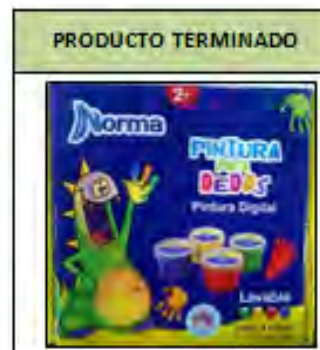 PRODUCTO TERMINADO
2+
Norma
PINTURA
PARA
DEDOS
Pintura Digital
Lavable